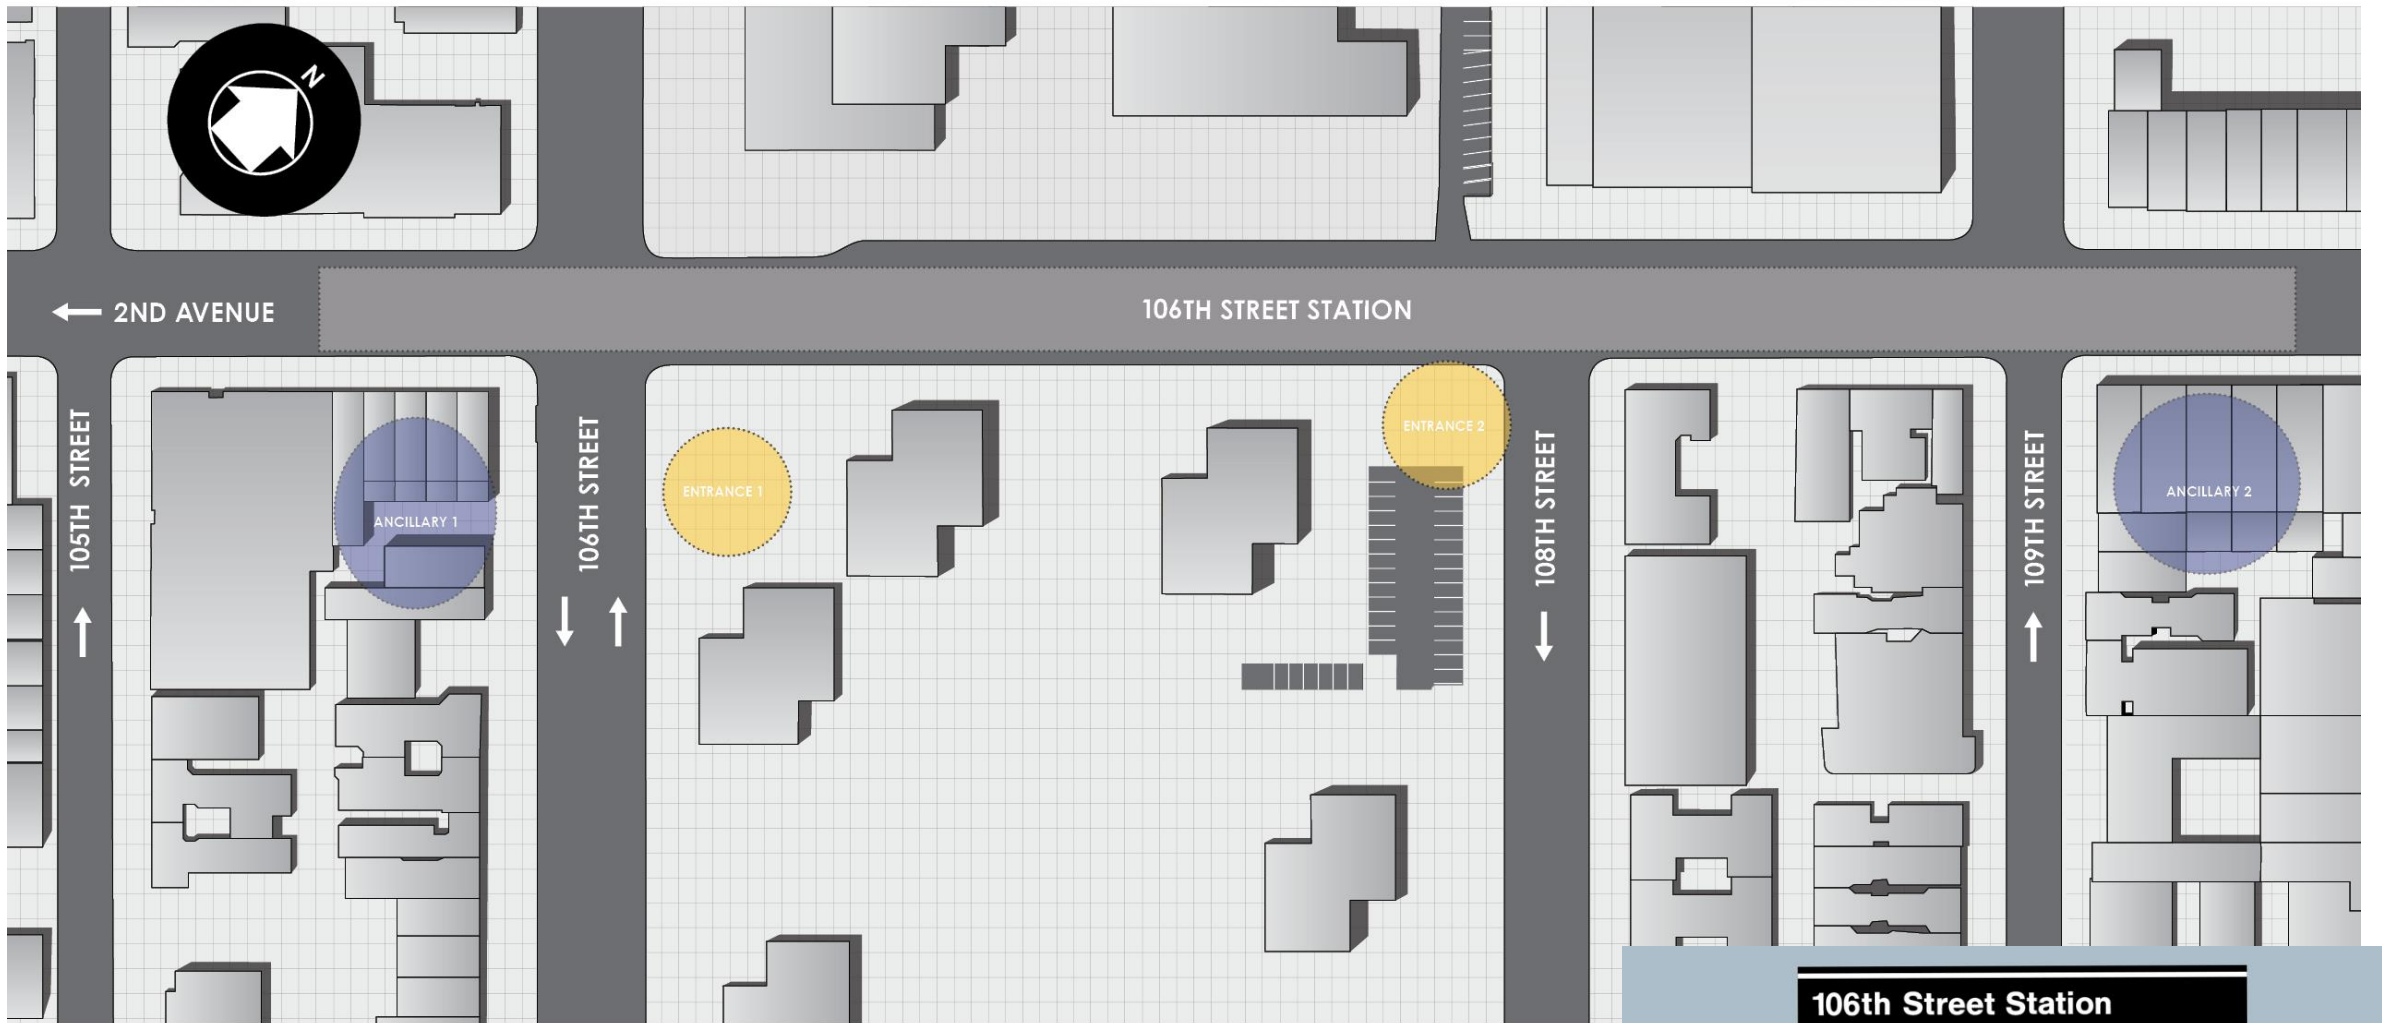 N
2ND AVENUE
106TH STREET STATION
105TH STREET
106TH STREET
108TH STREET
109TH STREET
ENTRANCE 1
ENTRANCE 2
ANCILLARY 1
ANCILLARY 2
106th Street Station